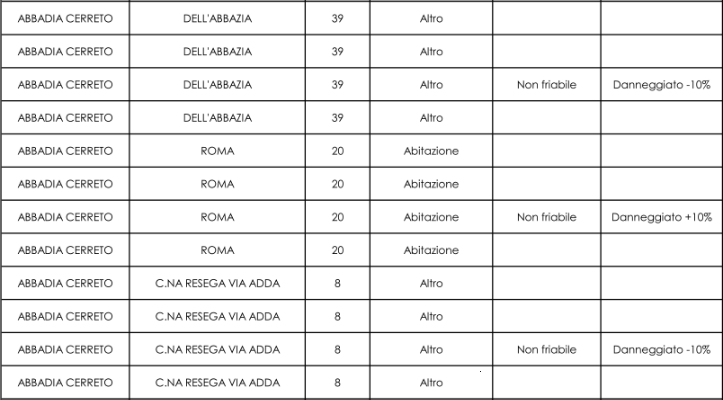 ABBADIA CERRETO DELL'ABBAZIA 39 Altro
ABBADIA CERRETO DELL'ABBAZIA 39 Altro
ABBADIA CERRETO DELL'ABBAZIA 39 Altro Non friabile Danneggiato -10%
ABBADIA CERRETO DELL'ABBAZIA 39 Altro
ABBADIA CERRETO ROMA 20 Abitazione
ABBADIA CERRETO ROMA 20 Abitazione
ABBADIA CERRETO ROMA 20 Abitazione Non friabile Danneggiato +10%
ABBADIA CERRETO ROMA 20 Abitazione
ABBADIA CERRETO C.NA RESEGA VIA ADDA 8 Altro
ABBADIA CERRETO C.NA RESEGA VIA ADDA 8 Altro
ABBADIA CERRETO C.NA RESEGA VIA ADDA 8 Altro Non friabile Danneggiato -10%
ABBADIA CERRETO C.NA RESEGA VIA ADDA 8 Altro